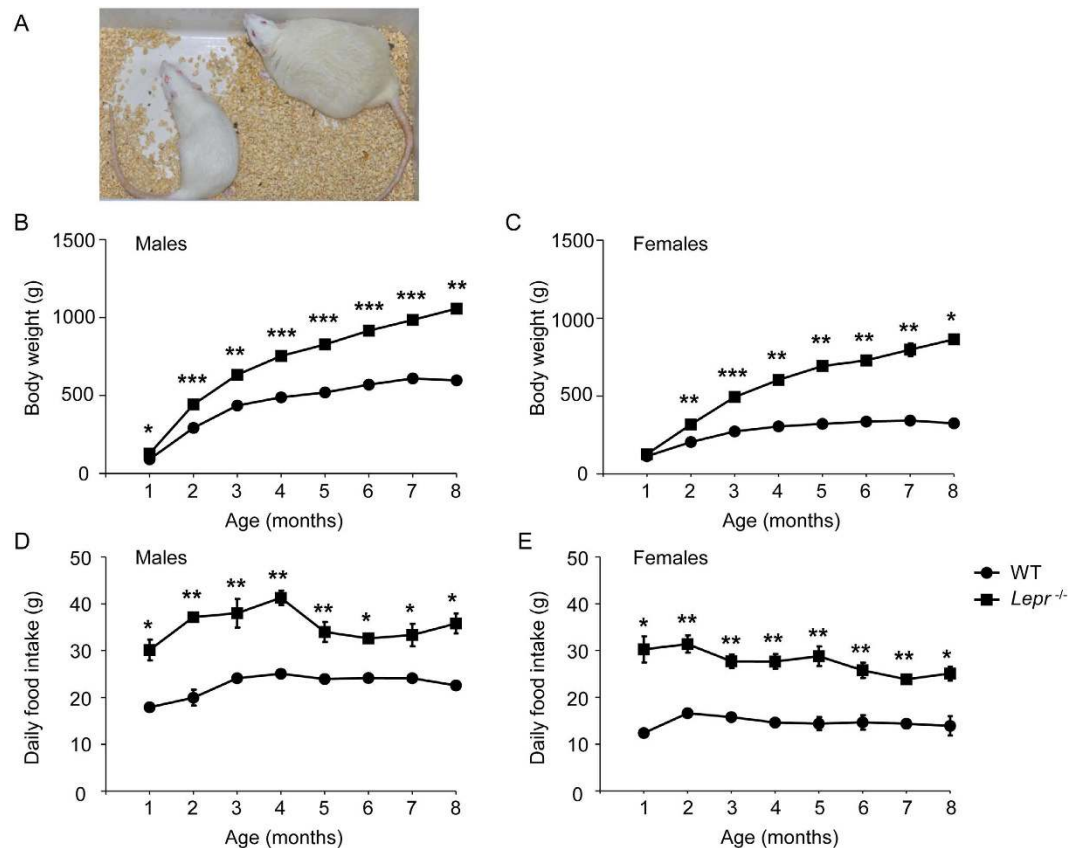 A
B
Males
Body weight (g)
1500
1000
500
0
*
***
**
***
***
***
***
**
1 2 3 4 5 6 7 8
Age (months)
C
Females
Body weight (g)
1500
1000
500
0
**
***
**
**
**
**
*
1 2 3 4 5 6 7 8
Age (months)
D
Males
Daily food intake (g)
50
40
30
20
10
0
*
**
**
**
**
*
*
*
1 2 3 4 5 6 7 8
Age (months)
E
Females
Daily food intake (g)
50
40
30
20
10
0
*
**
**
**
**
**
**
*
1 2 3 4 5 6 7 8
Age (months)
WT
Lepr -/-